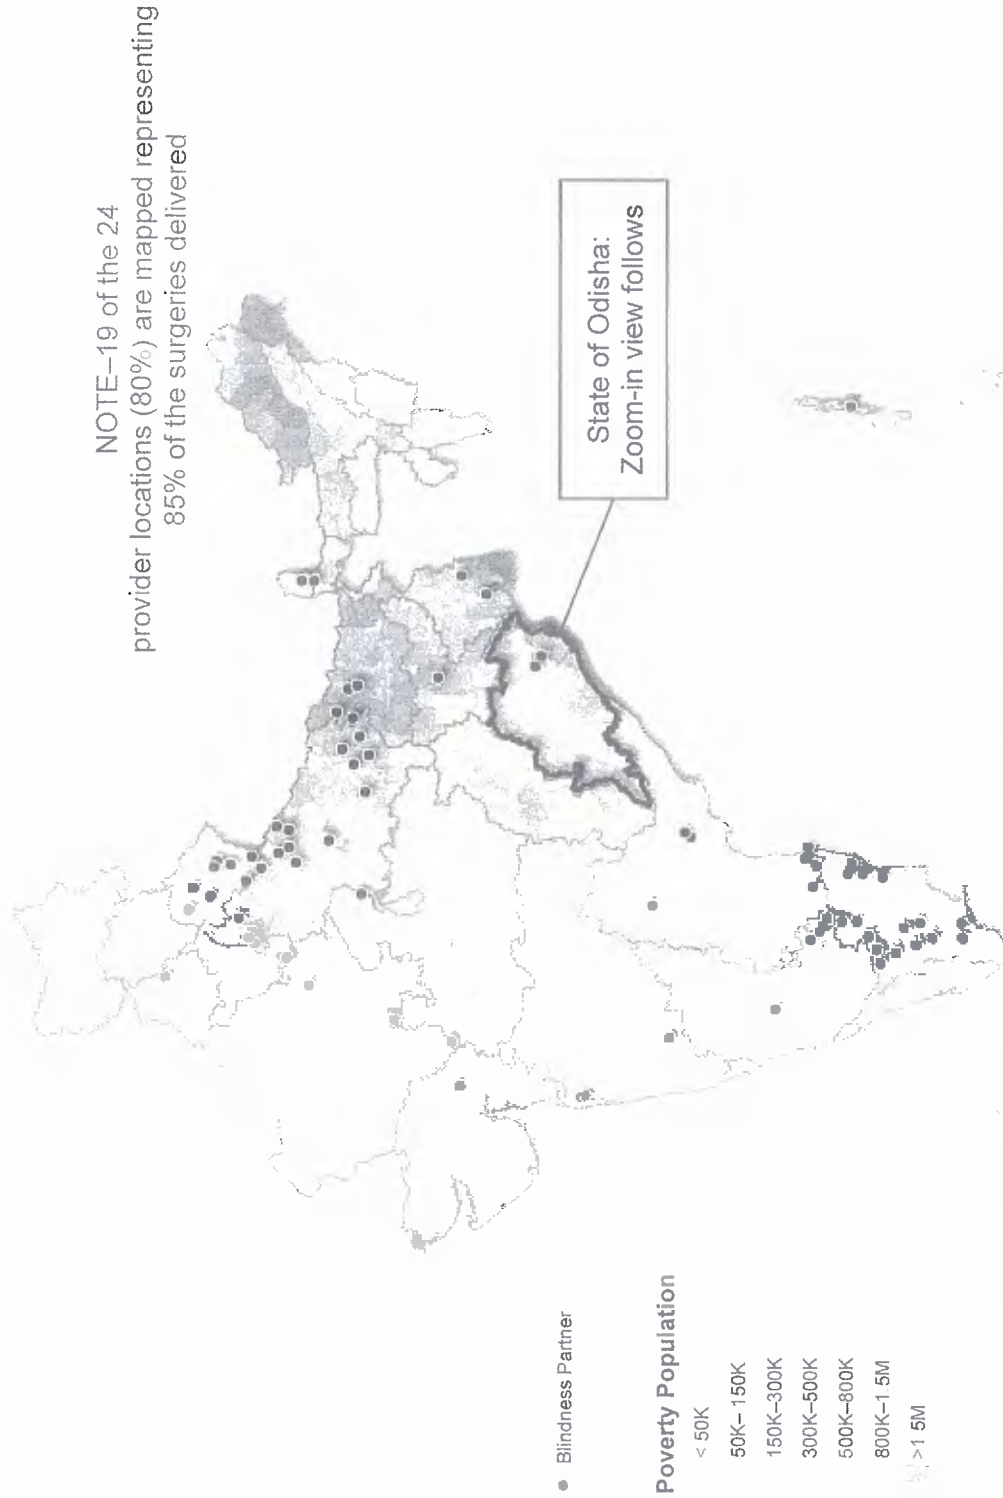 NOTE–19 of the 24
provider locations (80%) are mapped representing
85% of the surgeries delivered
State of Odisha:
Zoom-in view follows
Blindness Partner
Poverty Population
< 50K
50K–150K
150K–300K
300K–500K
500K–800K
800K–1.5M
>1 5M